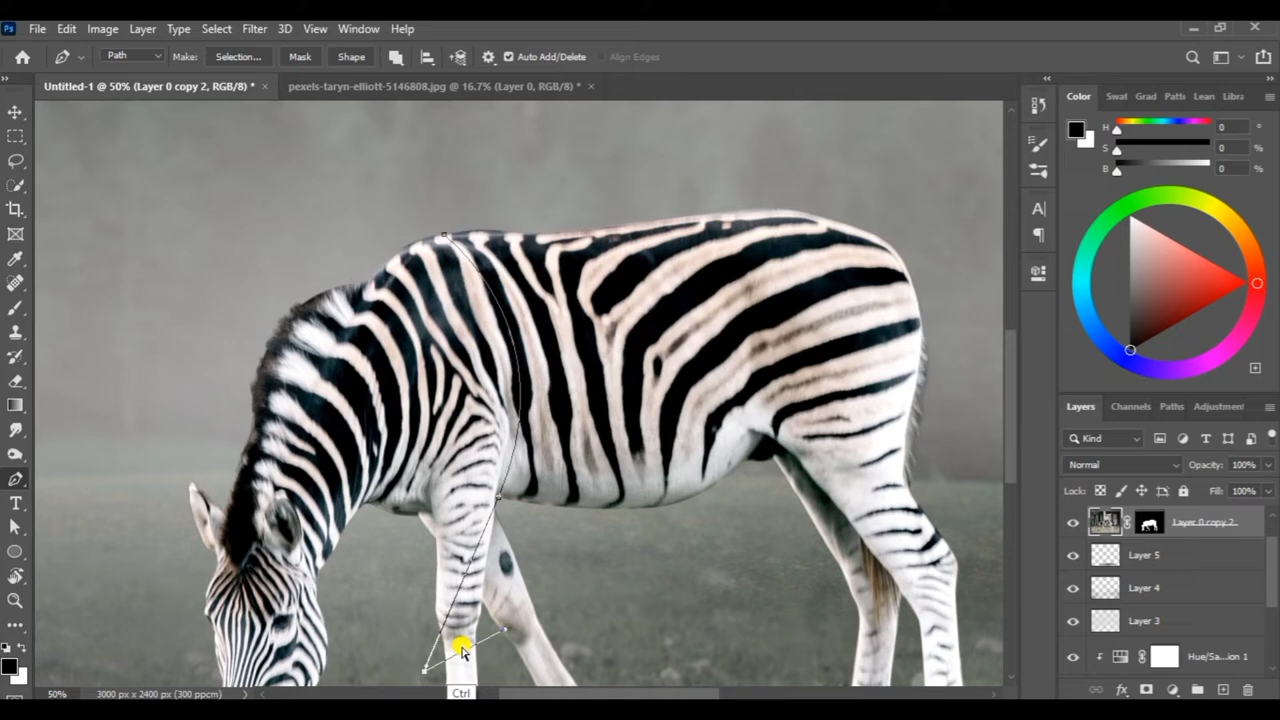 Ps File Edit Image Layer Type Select Filter 3D View Window Help
Path Make: Selection... Mask Shape Auto Add/Delete Align Edges
Untitled-1 @ 50% (Layer 0 copy 2, RGB/8) * × pexels-taryn-elliott-5146808.jpg @ 16.7% (Layer 0, RGB/8) * ×
Color Swat Grad Patt Lean Libra
H 0 °
S 0 %
B 0 %
Layers Channels Paths Adjustment
Kind
Normal Opacity: 100%
Lock: Fill: 100%
Layer 0 copy 2
Layer 5
Layer 4
Layer 3
Hue/Sa...ion 1
Ctrl
50% 3000 px x 2400 px (300 ppcm)